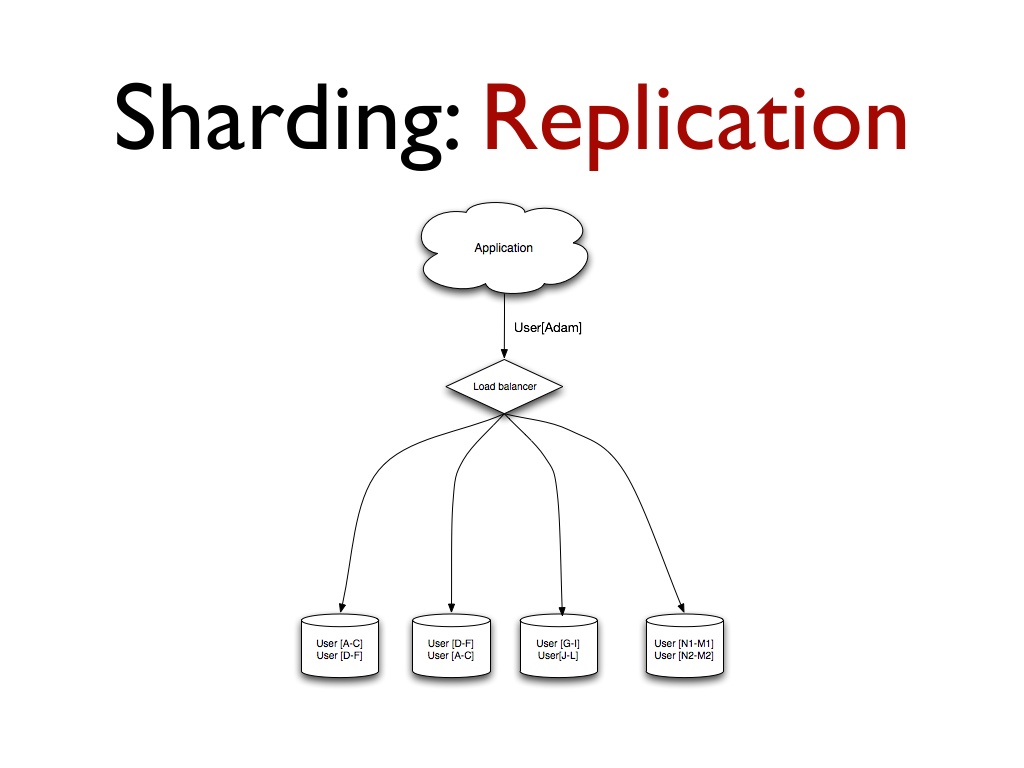 Sharding: Replication
Application
User[Adam]
Load balancer
User [A-C]
User [D-F]
User [D-F]
User [A-C]
User [G-I]
User[J-L]
User [N1-M1]
User [N2-M2]